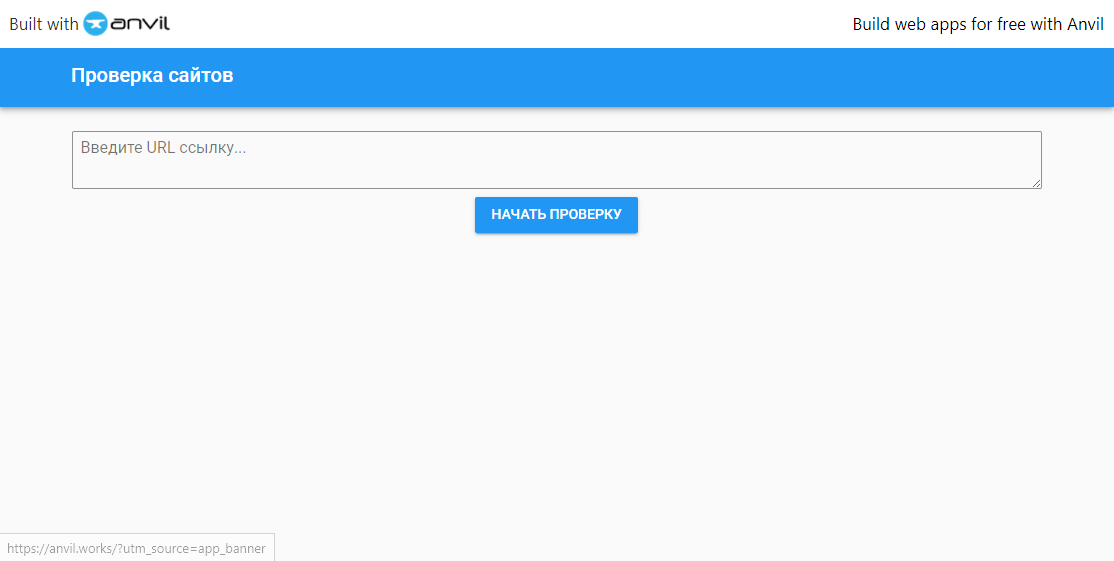 Built with anvil
Build web apps for free with Anvil
Проверка сайтов
Введите URL ссылку...
НАЧАТЬ ПРОВЕРКУ
https://anvil.works/?utm_source=app_banner